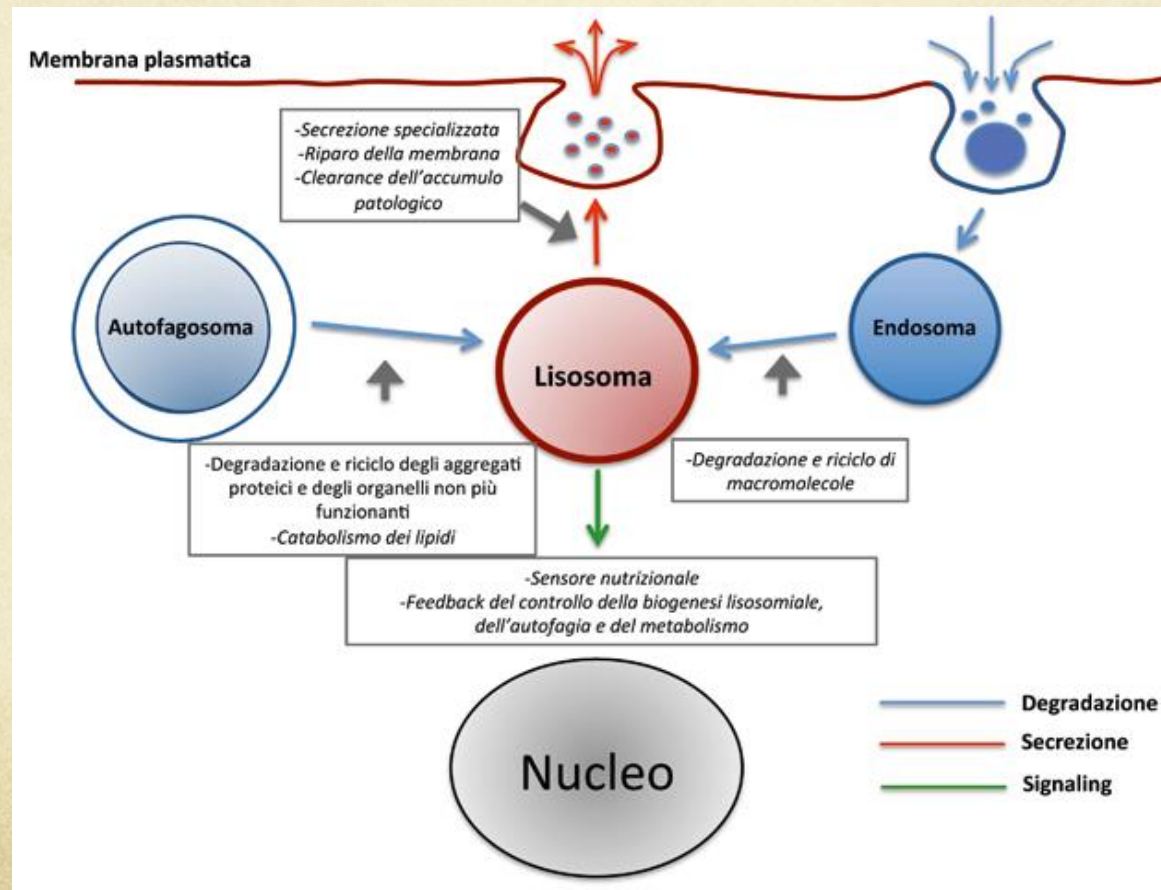 Membrana plasmatica
-Secrezione specializzata
-Riparo della membrana
-Clearance dell'accumulo
patologico
Autofagosoma
Lisosoma
Endosoma
-Degradazione e riciclo degli aggregati
proteici e degli organelli non più
funzionanti
-Catabolismo dei lipidi
-Degradazione e riciclo di
macromolecole
-Sensore nutrizionale
-Feedback del controllo della biogenesi lisosomiale,
dell'autofagia e del metabolismo
Nucleo
Degradazione
Secrezione
Signaling